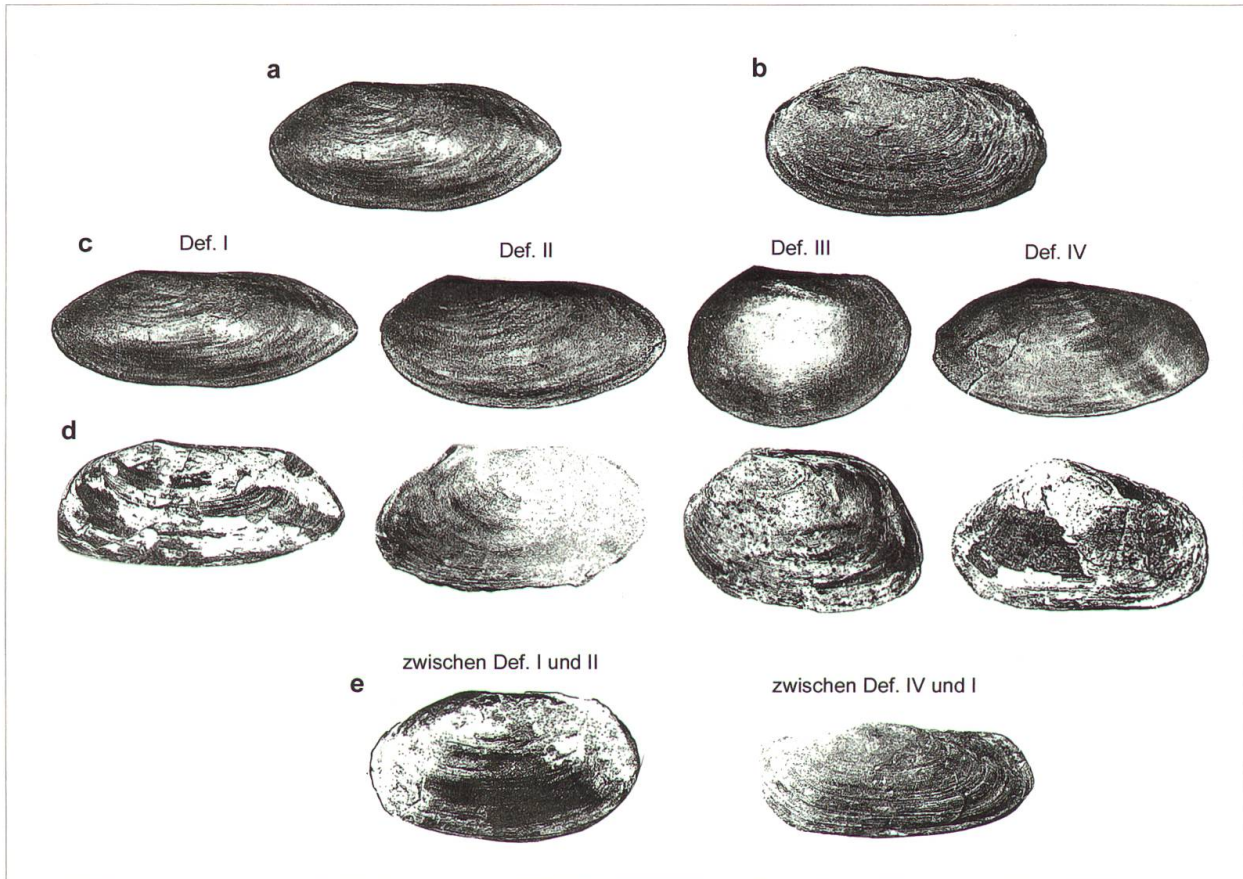 a
b
c
Def. I
Def. II
Def. III
Def. IV
d
zwischen Def. I und II
e
zwischen Def. IV und I